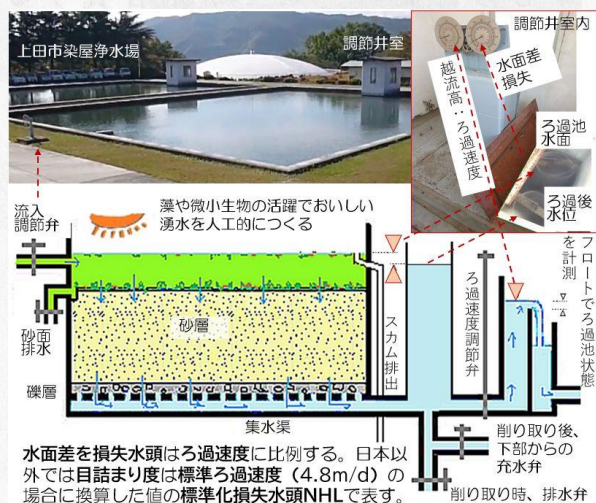 上田市染屋浄水場
調節井室
調節井室内
越流高：ろ過速度
水面差
損失
ろ過池
水面
ろ過後
水位
流入
調節弁
藻や微小生物の活躍でおいしい
湧水を人工的につくる
砂面
排水
砂層
礫層
集水渠
スカム排出
ろ過速度調節弁
フロートでろ過池状態
を計測
削り取り後、
下部からの
充水弁
削り取り時、排水弁
水面差を損失水頭はろ過速度に比例する。日本以
外では目詰まり度は標準ろ過速度（4.8m/d）の
場合に換算した値の標準化損失水頭NHLで表す。